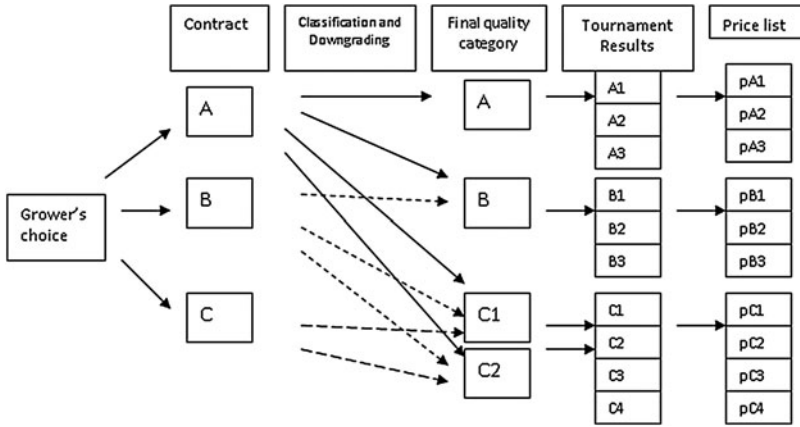 Contract
Classification and
Downgrading
Final quality
category
Tournament
Results
Price list
Grower's
choice
A
B
C
A
B
C1
C2
A1
A2
A3
B1
B2
B3
C1
C2
C3
C4
pA1
pA2
pA3
pB1
pB2
pB3
pC1
pC2
pC3
pC4